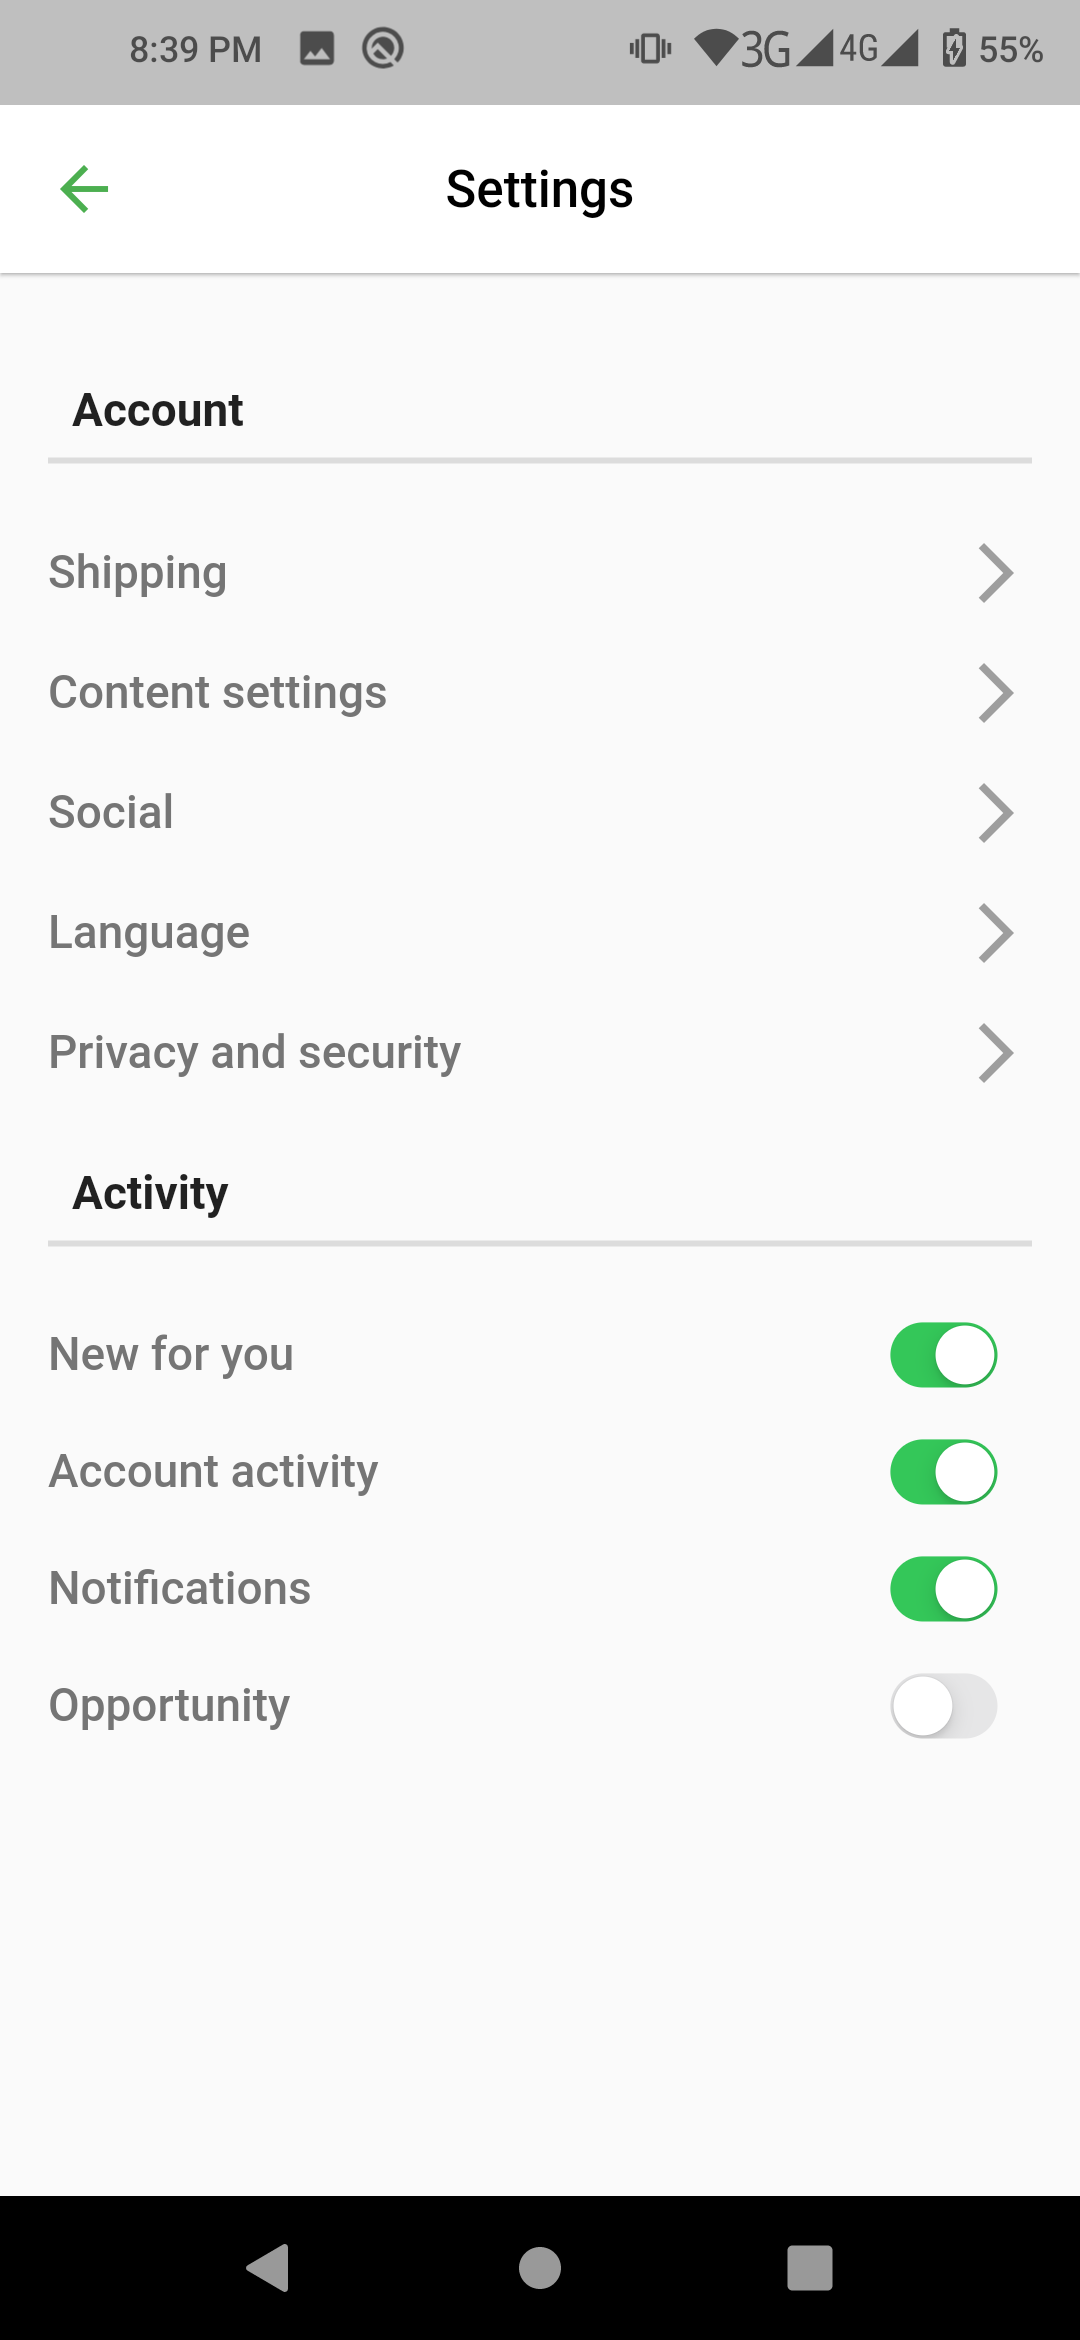 8:39 PM 3G 4G 55%
Settings
Account
Shipping
Content settings
Social
Language
Privacy and security
Activity
New for you
Account activity
Notifications
Opportunity